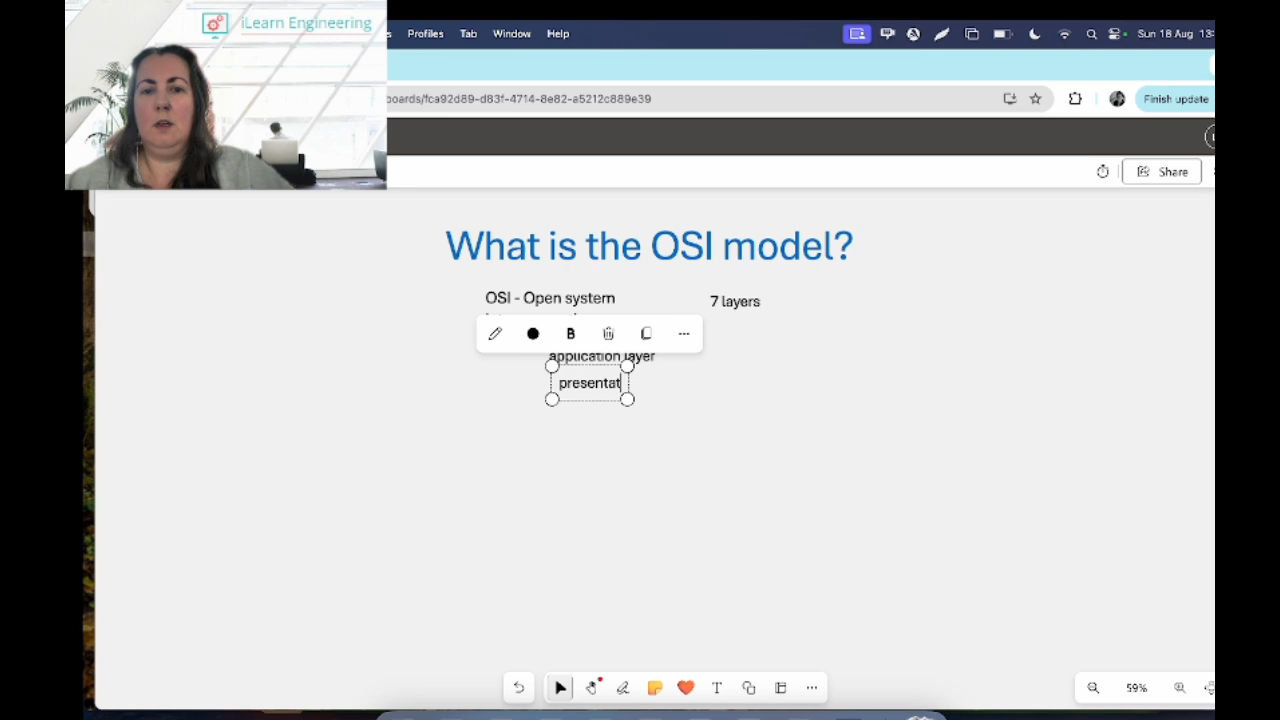 iLearn Engineering
Profiles Tab Window Help
Sun 18 Aug 13:
oards/fca92d89-d83f-4714-8e82-a5212c889e39
Finish update
Share
What is the OSI model?
OSI - Open system
7 layers
B
application layer
presentat
T
59%